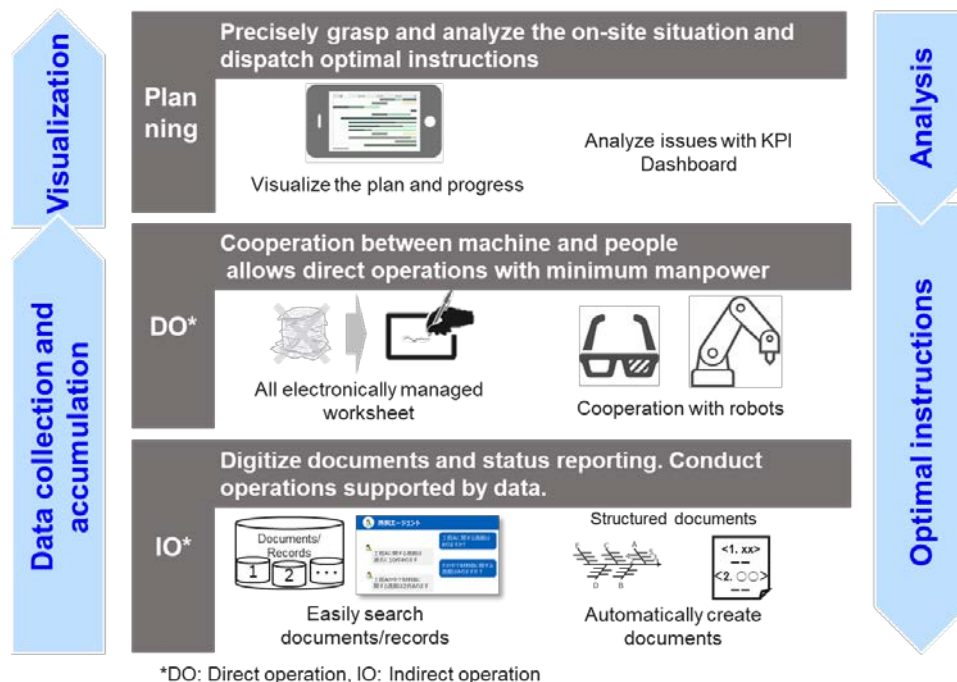 Visualization
Data collection and
accumulation
Precisely grasp and analyze the on-site situation and
dispatch optimal instructions
Plan
ning
Visualize the plan and progress
Analyze issues with KPI
Dashboard
Cooperation between machine and people
allows direct operations with minimum manpower
DO*
All electronically managed
worksheet
Cooperation with robots
Digitize documents and status reporting. Conduct
operations supported by data.
IO*
Documents/
Records
1
2
...
Easily search
documents/records
Structured documents
E
C
A
S
D
B
<1. xx>
<2. ○○>
Automatically create
documents
Analysis
Optimal instructions
*DO: Direct operation, IO: Indirect operation